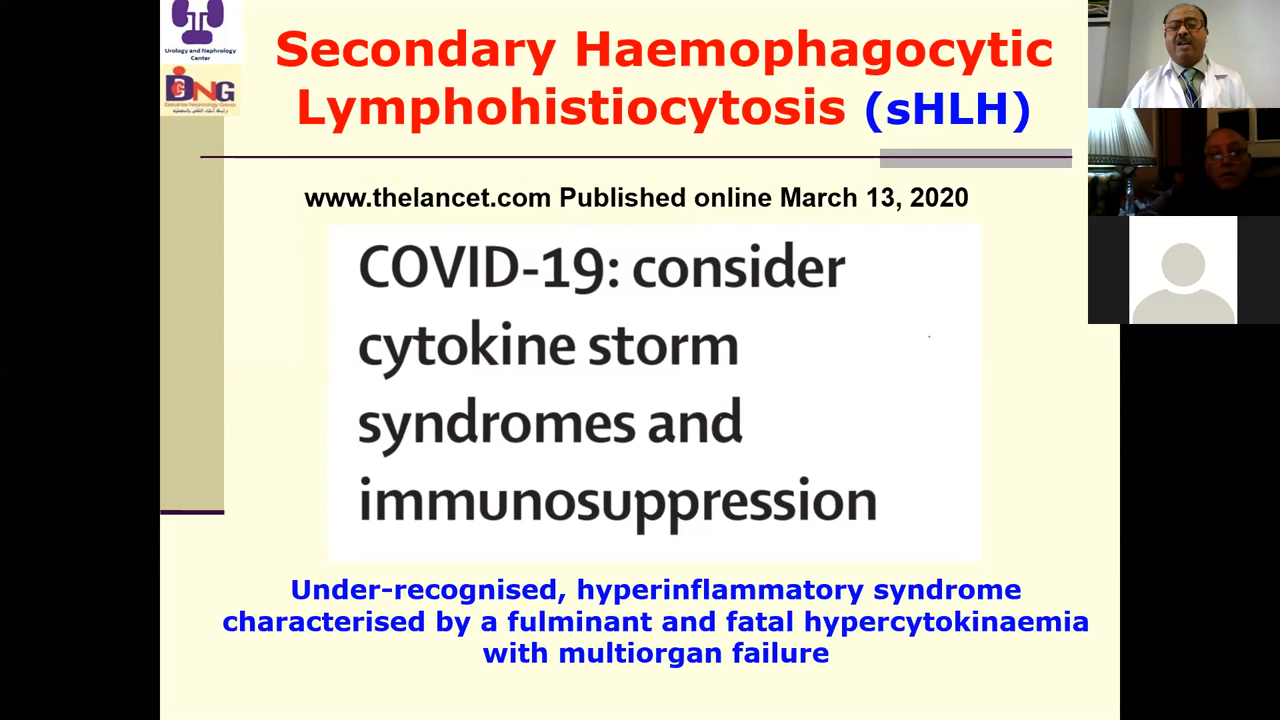 Urology and Nephrology
Center
DNG
Secondary Haemophagocytic
Lymphohistiocytosis (sHLH)
www.thelancet.com Published online March 13, 2020
COVID-19: consider
cytokine storm
syndromes and
immunosuppression
Under-recognised, hyperinflammatory syndrome
characterised by a fulminant and fatal hypercytokinaemia
with multiorgan failure